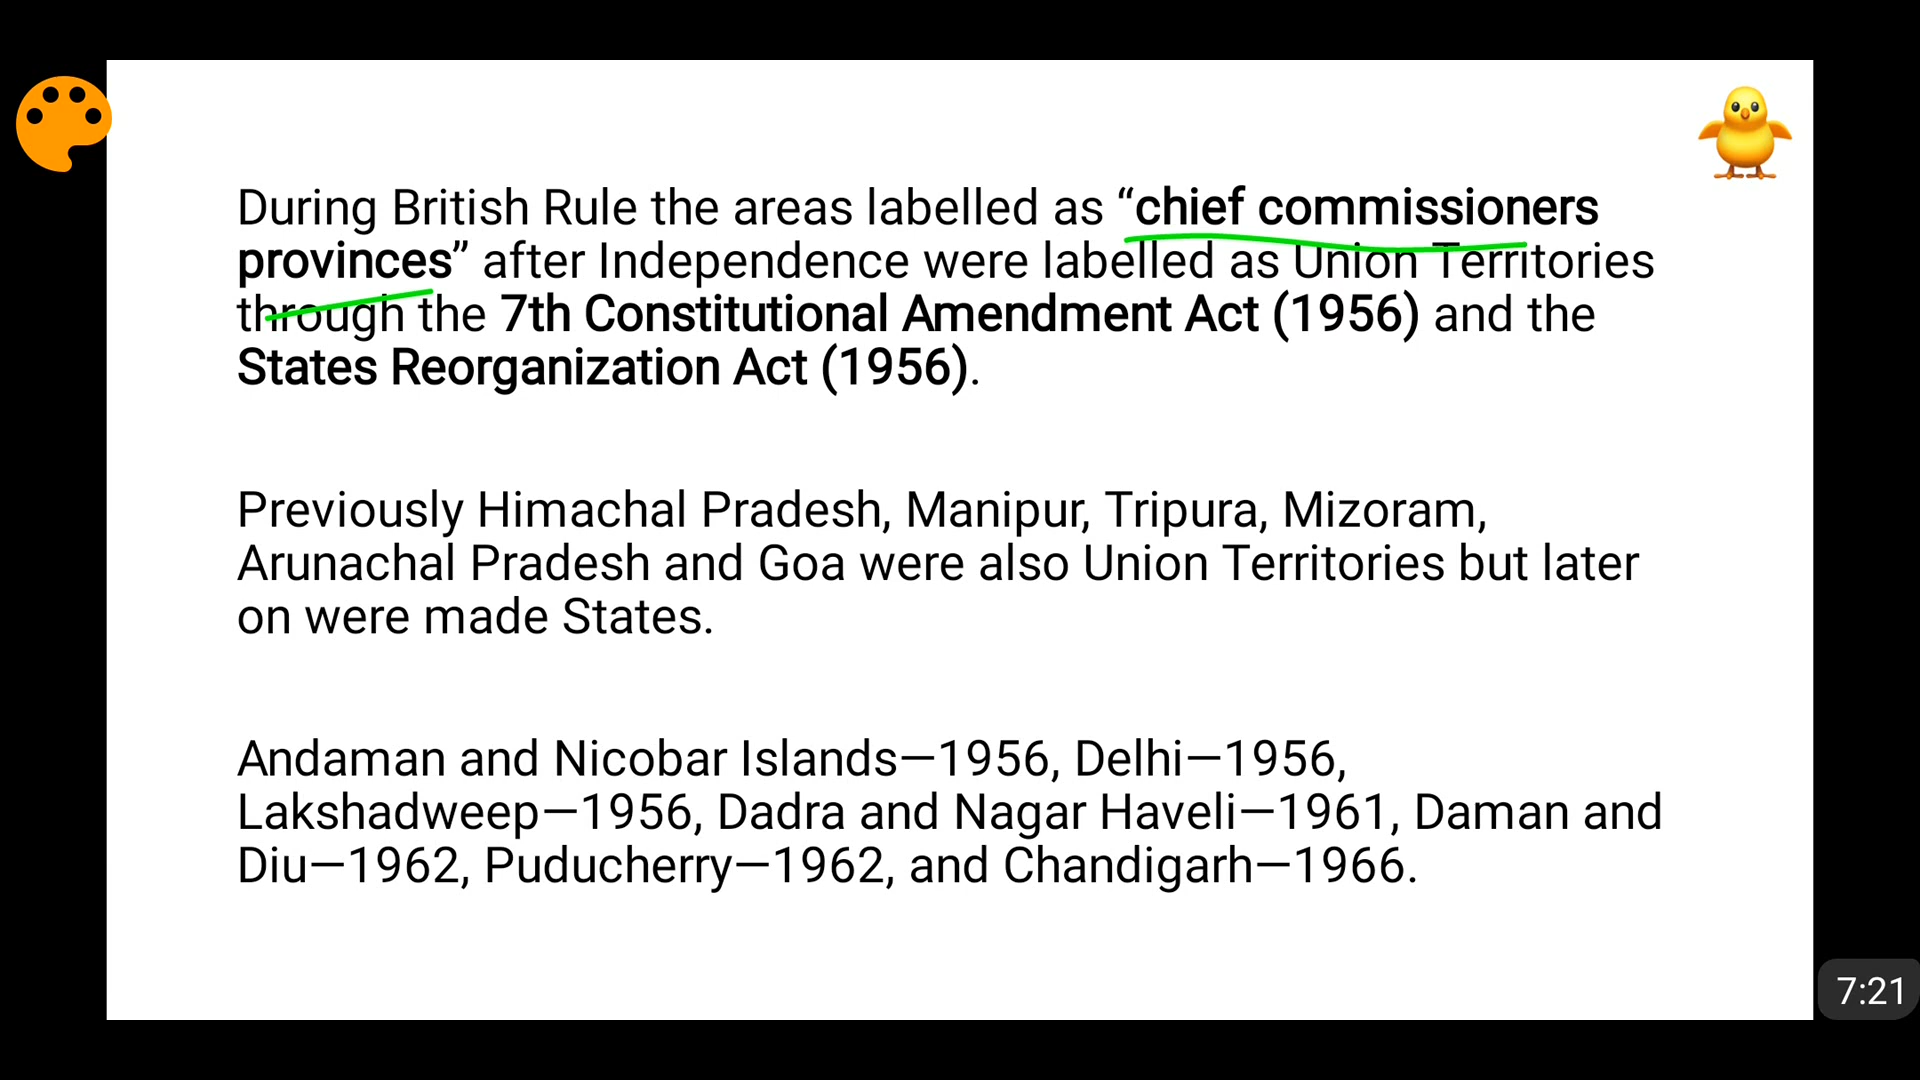 During British Rule the areas labelled as “chief commissioners
provinces” after Independence were labelled as Union Territories
through the 7th Constitutional Amendment Act (1956) and the
States Reorganization Act (1956).
Previously Himachal Pradesh, Manipur, Tripura, Mizoram,
Arunachal Pradesh and Goa were also Union Territories but later
on were made States.
Andaman and Nicobar Islands—1956, Delhi—1956,
Lakshadweep—1956, Dadra and Nagar Haveli—1961, Daman and
Diu—1962, Puducherry—1962, and Chandigarh—1966.
7:21